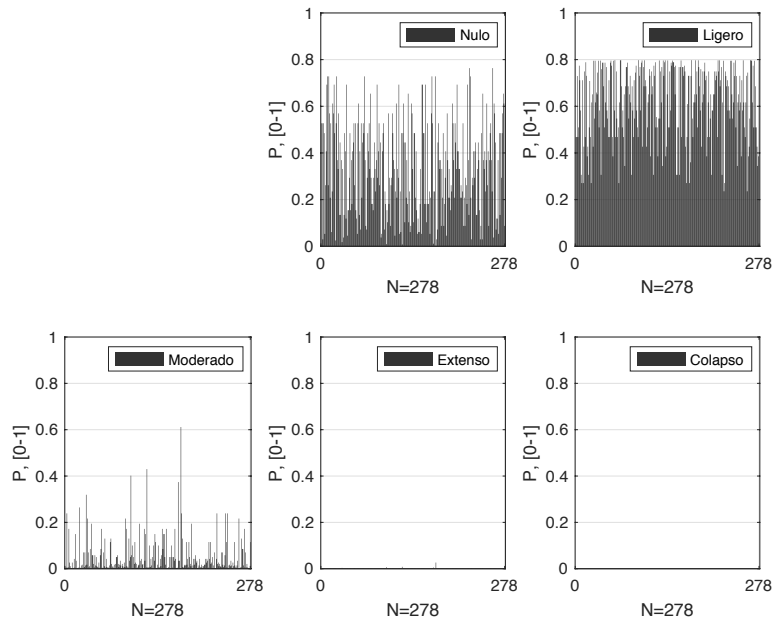 1
0.8
0.6
0.4
0.2
0
P, [0-1]
Nulo
0
278
N=278
1
0.8
0.6
0.4
0.2
0
P, [0-1]
Ligero
0
278
N=278
1
0.8
0.6
0.4
0.2
0
P, [0-1]
Moderado
0
278
N=278
1
0.8
0.6
0.4
0.2
0
P, [0-1]
Extenso
0
278
N=278
1
0.8
0.6
0.4
0.2
0
P, [0-1]
Colapso
0
278
N=278